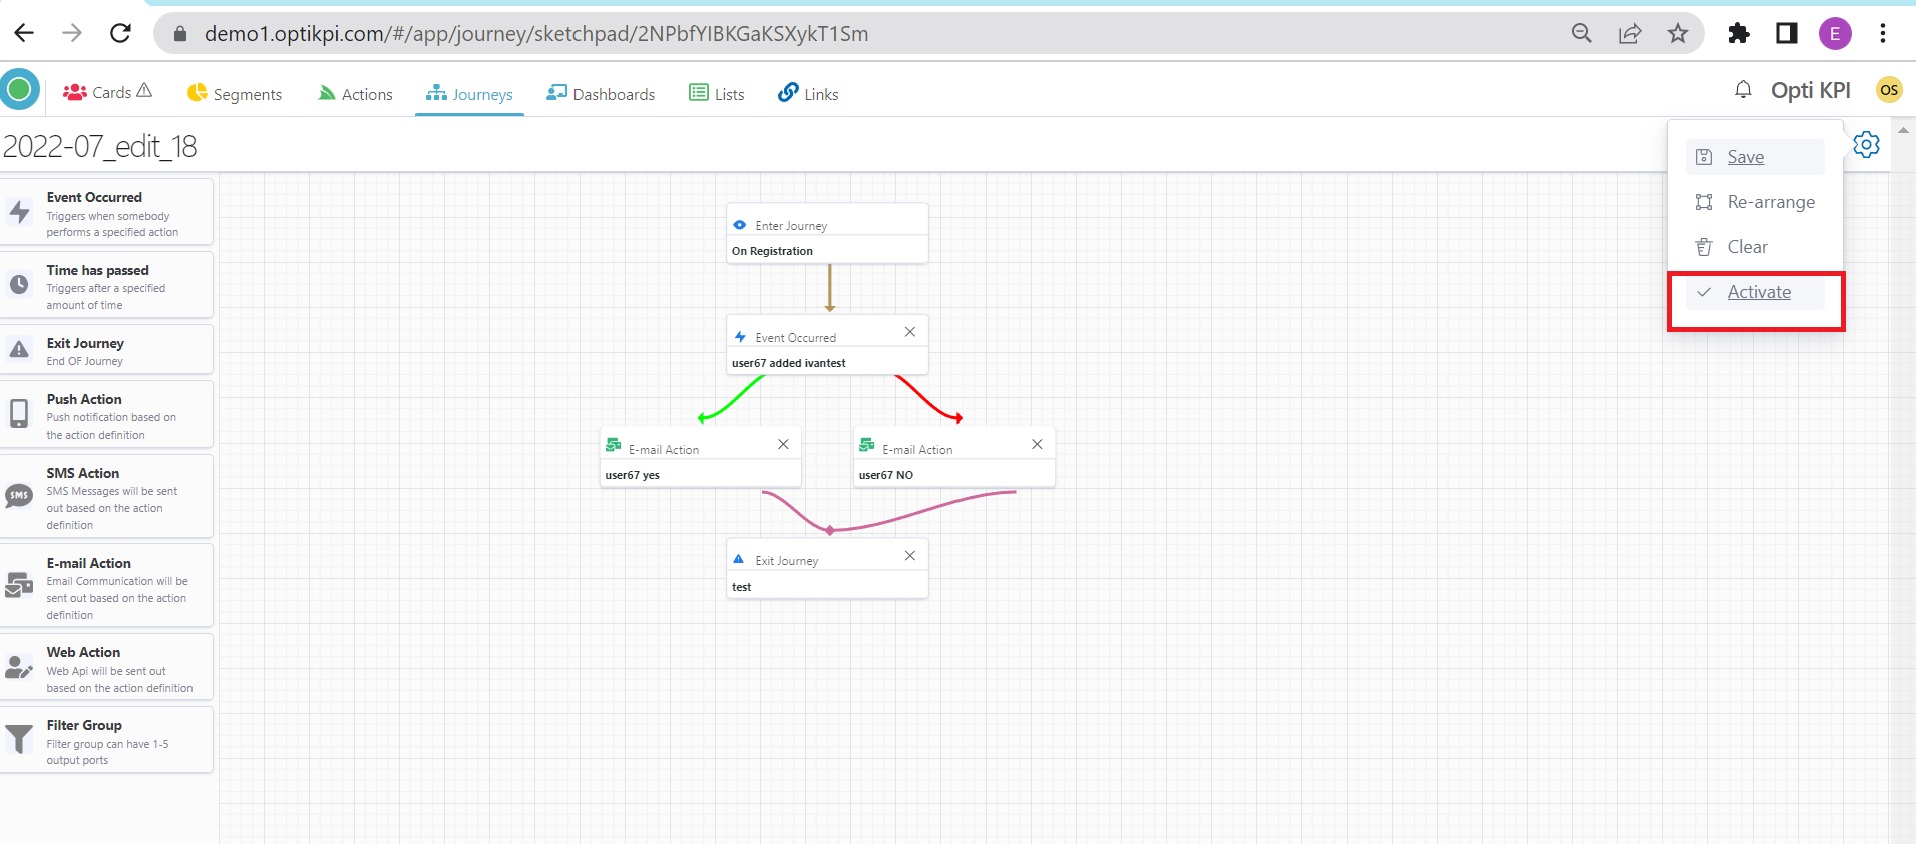 demo1.optikpi.com/#/app/journey/sketchpad/2NPbfYIBKGaKSXykT1Sm
E
Cards
Segments
Actions
Journeys
Dashboards
Lists
Links
Opti KPI
OS
2022-07_edit_18
Save
Re-arrange
Clear
Activate
Event Occurred
Triggers when somebody
performs a specified action
Time has passed
Triggers after a specified
amount of time
Exit Journey
End OF Journey
Push Action
Push notification based on
the action definition
SMS
SMS Action
SMS Messages will be sent
out based on the action
definition
E-mail Action
Email Communication will be
sent out based on the action
definition
Web Action
Web Api will be sent out
based on the action definition
Filter Group
Filter group can have 1-5
output ports
Enter Journey
On Registration
Event Occurred
user67 added ivantest
E-mail Action
user67 yes
E-mail Action
user67 NO
Exit Journey
test